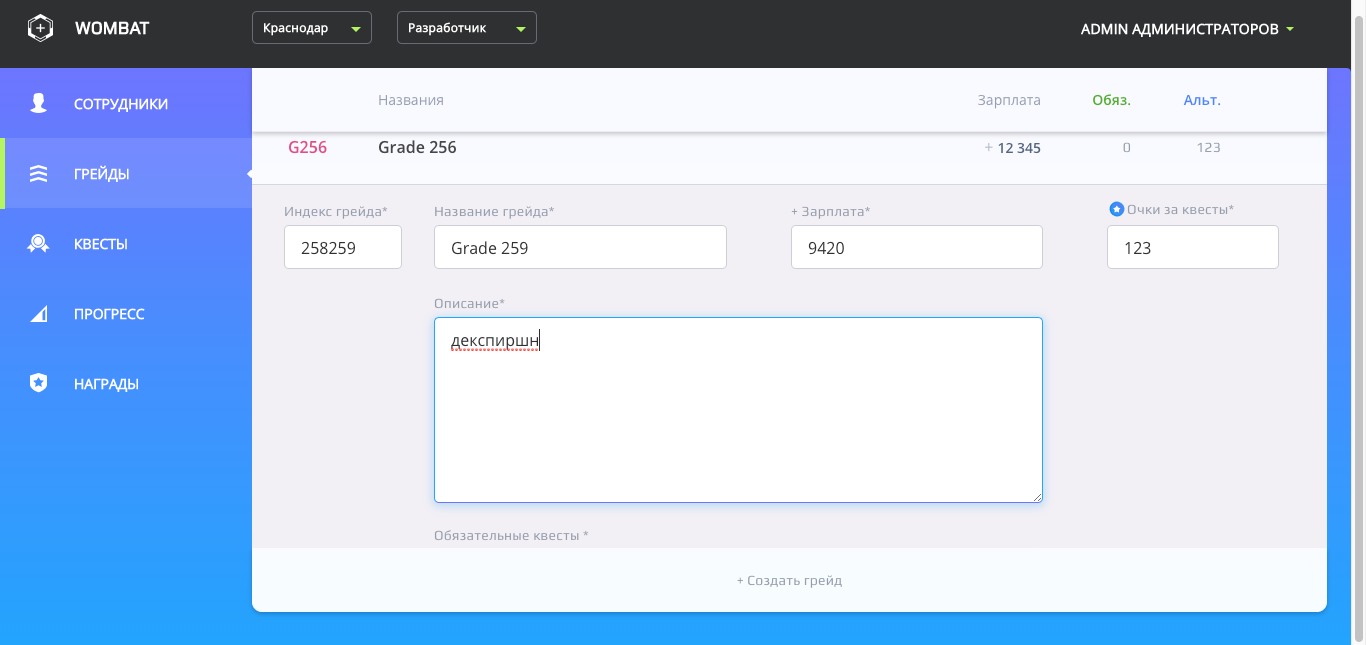 WOMBAT
Краснодар
Разработчик
ADMIN АДМИНИСТРАТОРОВ
СОТРУДНИКИ
ГРЕЙДЫ
КВЕСТЫ
ПРОГРЕСС
НАГРАДЫ
Названия Зарплата Обяз. Альт.
G256 Grade 256 + 12 345 0 123
Индекс грейда* Название грейда* + Зарплата* Очки за квесты*
258259 Grade 259 9420 123
Описание*
декспиршн
Обязательные квесты *
+ Создать грейд